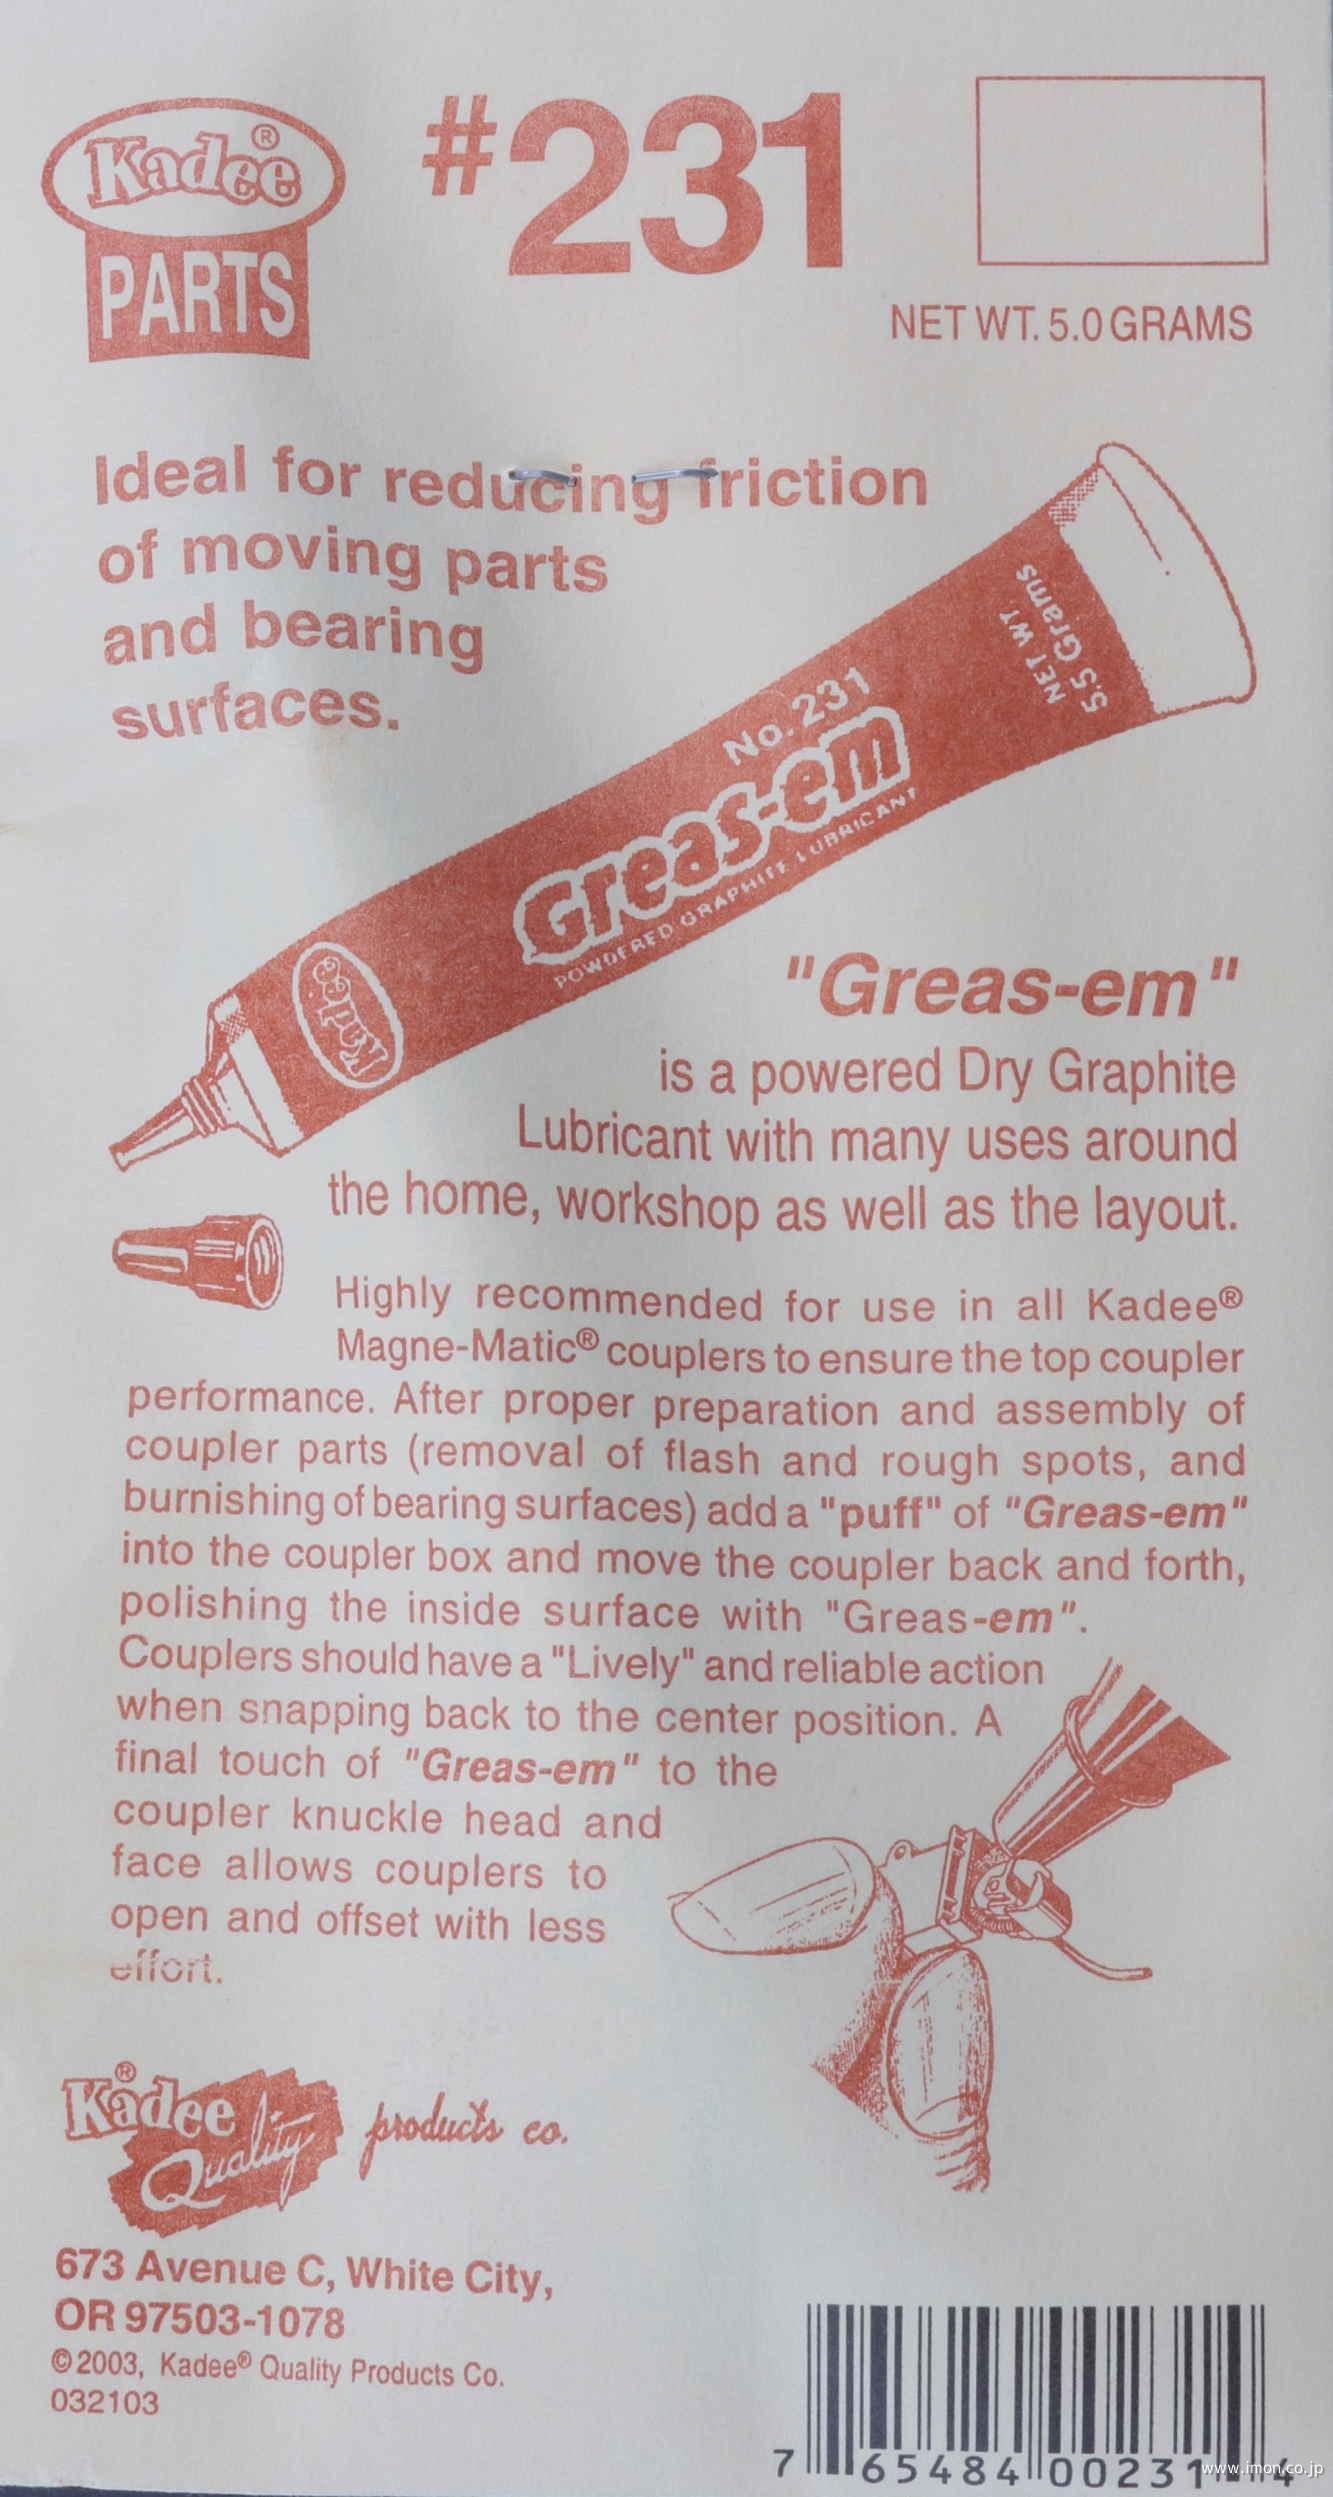 Kadee®
PARTS
#231
NET WT. 5.0 GRAMS
Ideal for reducing friction
of moving parts
and bearing
surfaces.
NET WT
5.5 Grams
No. 231
Greas-em
POWDERED GRAPHITE LUBRICANT
Kadee
"Greas-em"
is a powered Dry Graphite
Lubricant with many uses around
the home, workshop as well as the layout.
Highly recommended for use in all Kadee®
Magne-Matic® couplers to ensure the top coupler
performance. After proper preparation and assembly of
coupler parts (removal of flash and rough spots, and
burnishing of bearing surfaces) add a "puff" of "Greas-em"
into the coupler box and move the coupler back and forth,
polishing the inside surface with "Greas-em".
Couplers should have a "Lively" and reliable action
when snapping back to the center position. A
final touch of "Greas-em" to the
coupler knuckle head and
face allows couplers to
open and offset with less
effort.
Kadee®
Quality products co.
673 Avenue C, White City,
OR 97503-1078
©2003, Kadee® Quality Products Co.
032103
7 65484 00231 4
www.imon.co.jp